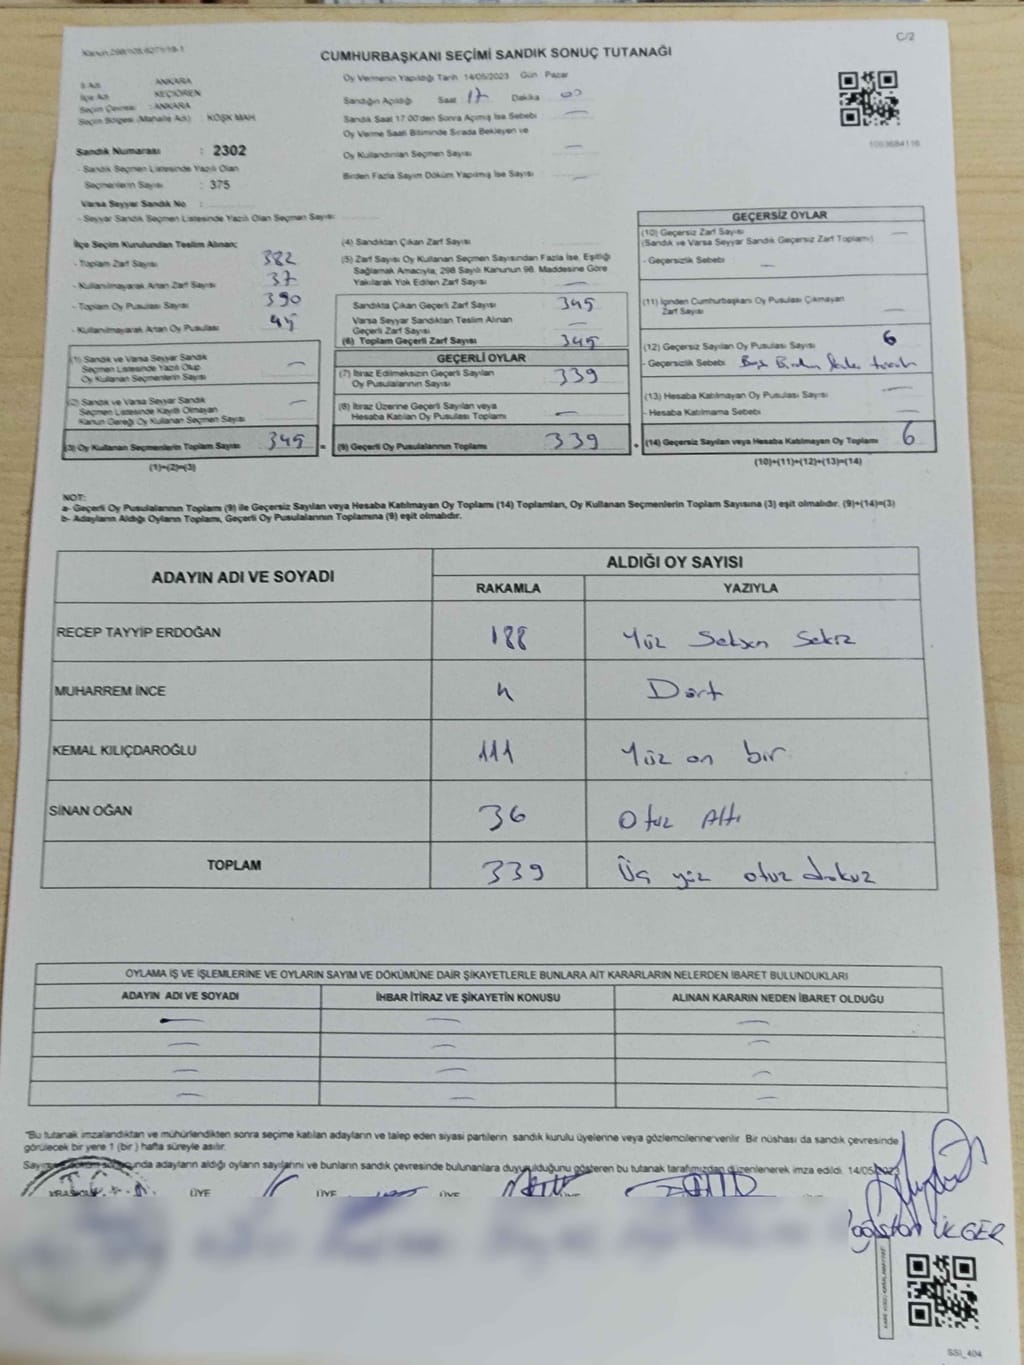 Kanun:298/105,6271/19-1
C/2
CUMHURBAŞKANI SEÇİMİ SANDIK SONUÇ TUTANAĞI
İl Adı : ANKARA
İlçe Adı : KEÇİÖREN
Seçim Çevresi : ANKARA
Seçim Bölgesi (Mahalle Adı) : KÖŞK MAH.
Sandık Numarası : 2302
- Sandık Seçmen Listesinde Yazılı Olan
Seçmenlerin Sayısı : 375
Varsa Seyyar Sandık No :
- Seyyar Sandık Seçmen Listesinde Yazılı Olan Seçmen Sayısı:
Oy Vermenin Yapıldığı Tarih 14/05/2023 Gün Pazar
Sandığın Açıldığı Saat 17 Dakika 00
Sandık Saat 17:00'den Sonra Açılmış İse Sebebi —
Oy Verme Saati Bitiminde Sırada Bekleyen ve
Oy Kullandırılan Seçmen Sayısı —
Birden Fazla Sayım Döküm Yapılmış İse Sayısı —
1093684116
İlçe Seçim Kurulundan Teslim Alınan;
- Toplam Zarf Sayısı 382
- Kullanılmayarak Artan Zarf Sayısı 37
- Toplam Oy Pusulası Sayısı 390
- Kullanılmayarak Artan Oy Pusulası 45
(1) Sandık ve Varsa Seyyar Sandık
Seçmen Listesinde Yazılı Olup
Oy Kullanan Seçmenlerin Sayısı —
(2) Sandık ve Varsa Seyyar Sandık
Seçmen Listesinde Kayıtlı Olmayan
Kanun Gereği Oy Kullanan Seçmen Sayısı —
(3) Oy Kullanan Seçmenlerin Toplam Sayısı 345 =
(1)+(2)=(3)
(4) Sandıktan Çıkan Zarf Sayısı
(5) Zarf Sayısı Oy Kullanan Seçmen Sayısından Fazla İse, Eşitliği
Sağlamak Amacıyla, 298 Sayılı Kanunun 98. Maddesine Göre
Yakılarak Yok Edilen Zarf Sayısı —
Sandıkta Çıkan Geçerli Zarf Sayısı 345
Varsa Seyyar Sandıktan Teslim Alınan
Geçerli Zarf Sayısı —
(6) Toplam Geçerli Zarf Sayısı 345
GEÇERLİ OYLAR
(7) İtiraz Edilmeksizin Geçerli Sayılan
Oy Pusulalarının Sayısı 339
(8) İtiraz Üzerine Geçerli Sayılan veya
Hesaba Katılan Oy Pusulası Toplamı —
(9) Geçerli Oy Pusulalarının Toplamı 339 +
GEÇERSİZ OYLAR
(10) Geçersiz Zarf Sayısı —
(Sandık ve Varsa Seyyar Sandık Geçersiz Zarf Toplamı)
- Geçersizlik Sebebi: —
(11) İçinden Cumhurbaşkanı Oy Pusulası Çıkmayan
Zarf Sayısı —
(12) Geçersiz Sayılan Oy Pusulası Sayısı 6
- Geçersizlik Sebebi:
(13) Hesaba Katılmayan Oy Pusulası Sayısı —
- Hesaba Katılmama Sebebi —
(14) Geçersiz Sayılan veya Hesaba Katılmayan Oy Toplamı 6
(10)+(11)+(12)+(13)=(14)
NOT:
a- Geçerli Oy Pusulalarının Toplamı (9) ile Geçersiz Sayılan veya Hesaba Katılmayan Oy Toplamı (14) Toplamları, Oy Kullanan Seçmenlerin Toplam Sayısına (3) eşit olmalıdır. (9)+(14)=(3)
b- Adayların Aldığı Oyların Toplamı, Geçerli Oy Pusulalarının Toplamına (9) eşit olmalıdır.
ADAYIN ADI VE SOYADI
ALDIĞI OY SAYISI
RAKAMLA YAZIYLA
RECEP TAYYİP ERDOĞAN 188 Yüz Seksen Sekiz
MUHARREM İNCE 4 Dört
KEMAL KILIÇDAROĞLU 111 Yüz on bir
SİNAN OĞAN 36 Otuz Altı
TOPLAM 339 Üç yüz otuz dokuz
OYLAMA İŞ VE İŞLEMLERİNE VE OYLARIN SAYIM VE DÖKÜMÜNE DAİR ŞİKAYETLERLE BUNLARA AİT KARARLARIN NELERDEN İBARET BULUNDUKLARI
ADAYIN ADI VE SOYADI İHBAR İTİRAZ VE ŞİKAYETİN KONUSU ALINAN KARARIN NEDEN İBARET OLDUĞU
— — —
— — —
— — —
— — —
"Bu tutanak imzalandıktan ve mühürlendikten sonra seçime katılan adayların ve talep eden siyasi partilerin sandık kurulu üyelerine veya gözlemcilerine verilir. Bir nüshası da sandık çevresinde
görülecek bir yere 1 (bir ) hafta süreyle asılır.
Sayım ve döküm sonucunda adayların aldığı oyların sayılarını ve bunların sandık çevresinde bulunanlara duyurulduğunu gösteren bu tutanak tarafımızdan düzenlenerek imza edildi. 14/05/2023
ÜYE ÜYE ÜYE ÜYE
İLGER
SSİ_404